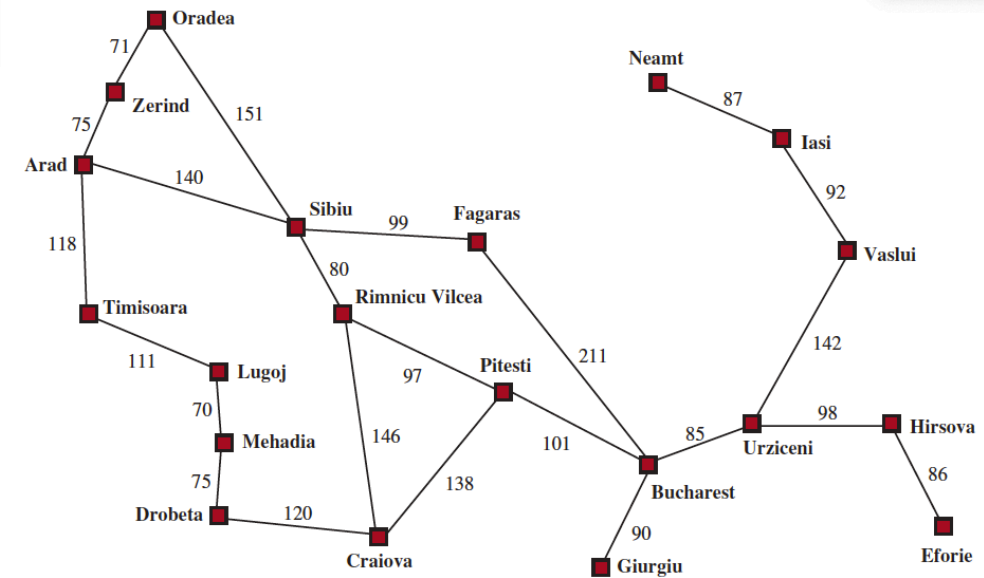 Oradea
71
Neamt
87
Zerind
151
75
Iasi
Arad
140
92
Sibiu
Fagaras
99
118
Vaslui
80
Rimnicu Vilcea
Timisoara
142
211
111
Pitesti
Lugoj
97
70
98
146
85
Hirsova
Mehadia
101
Urziceni
86
75
138
Bucharest
Drobeta
120
90
Eforie
Craiova
Giurgiu